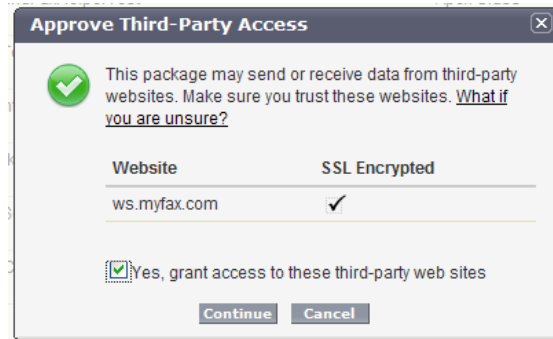 Approve Third-Party Access
This package may send or receive data from third-party
websites. Make sure you trust these websites. What if
you are unsure?
Website SSL Encrypted
ws.myfax.com
Yes, grant access to these third-party web sites
Continue Cancel